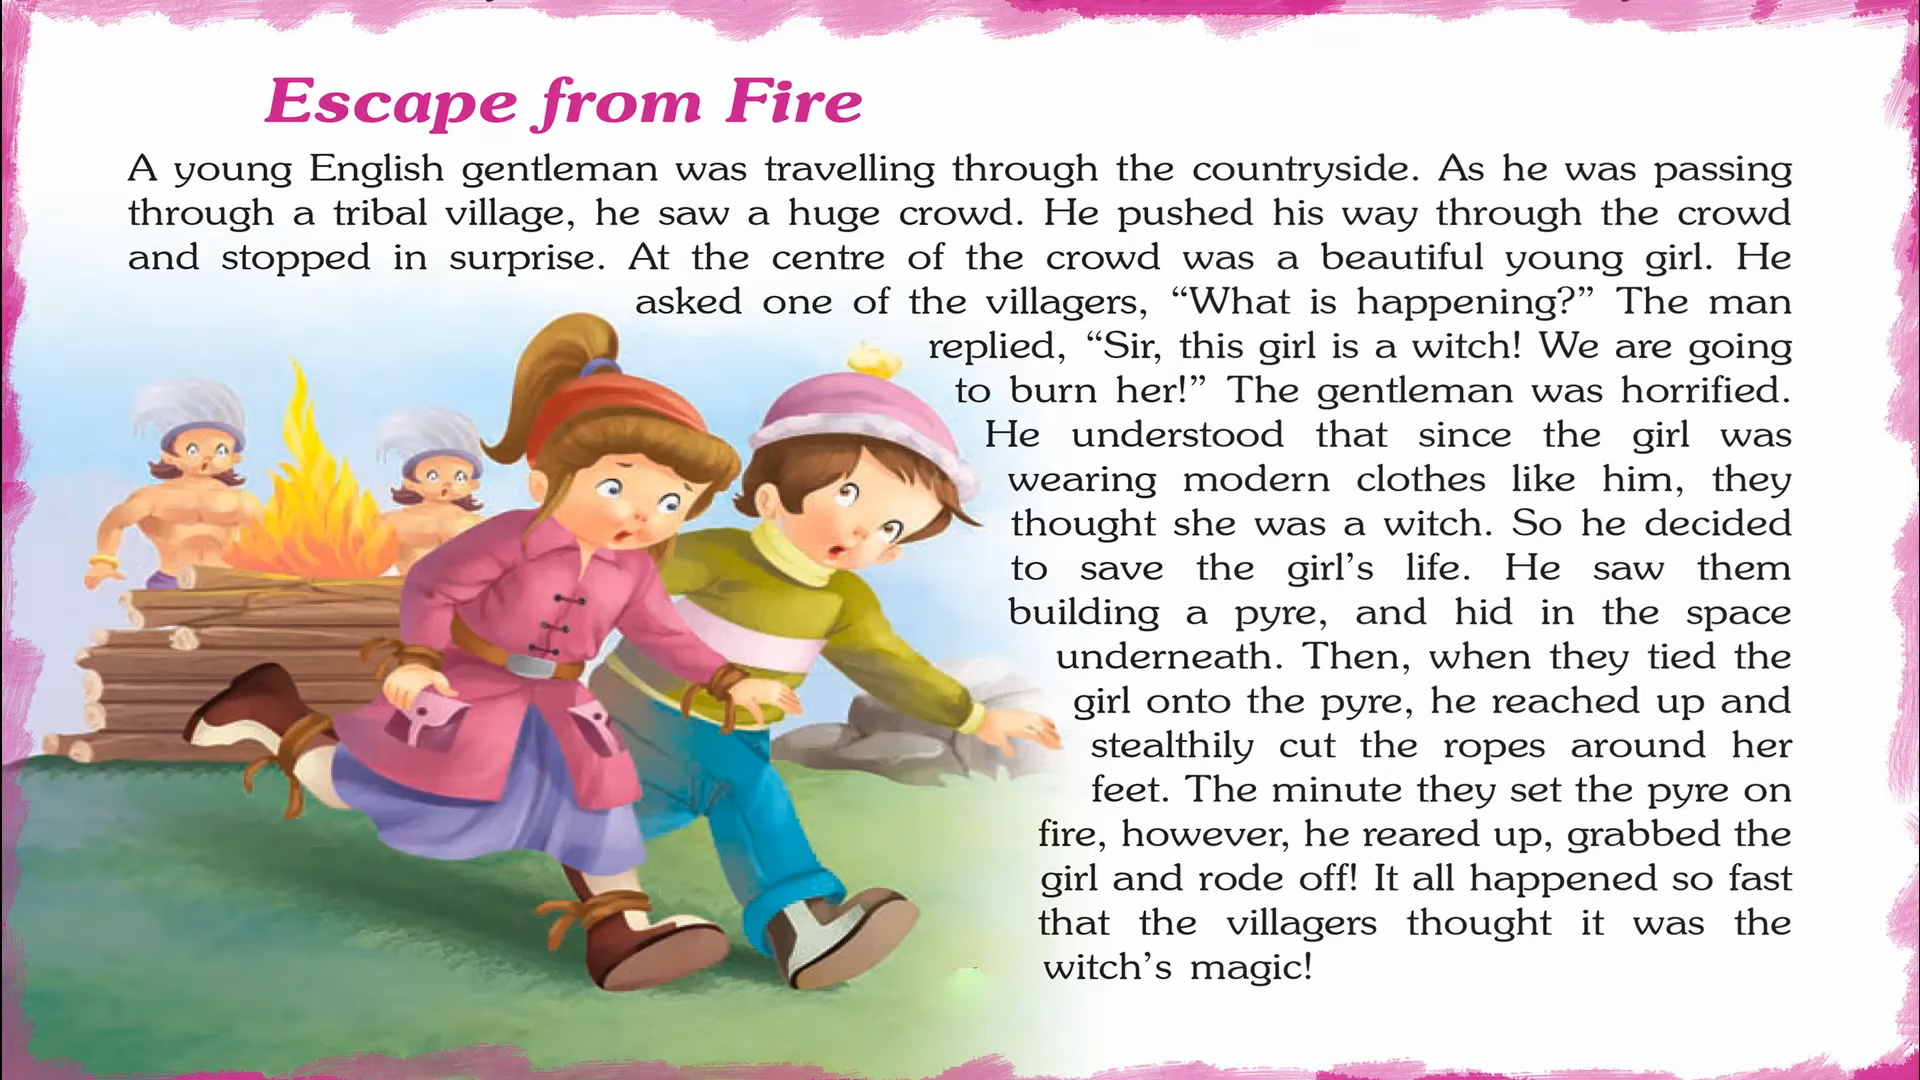 Escape from Fire
A young English gentleman was travelling through the countryside. As he was passing
through a tribal village, he saw a huge crowd. He pushed his way through the crowd
and stopped in surprise. At the centre of the crowd was a beautiful young girl. He
asked one of the villagers, “What is happening?” The man
replied, “Sir, this girl is a witch! We are going
to burn her!” The gentleman was horrified.
He understood that since the girl was
wearing modern clothes like him, they
thought she was a witch. So he decided
to save the girl’s life. He saw them
building a pyre, and hid in the space
underneath. Then, when they tied the
girl onto the pyre, he reached up and
stealthily cut the ropes around her
feet. The minute they set the pyre on
fire, however, he reared up, grabbed the
girl and rode off! It all happened so fast
that the villagers thought it was the
witch’s magic!